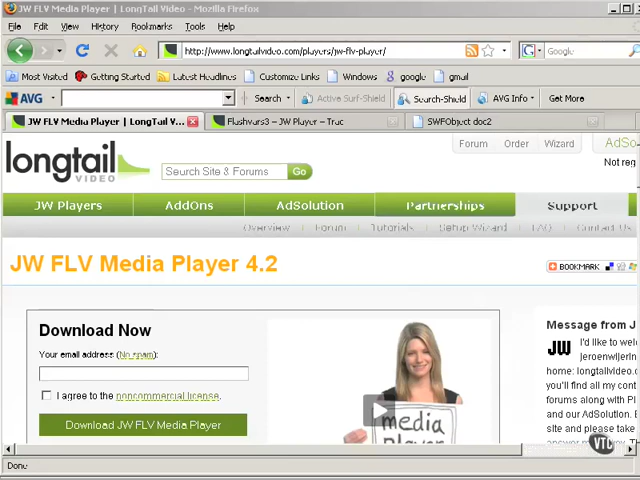 JW FLV Media Player | LongTail Video - Mozilla Firefox
File Edit View History Bookmarks Tools Help
http://www.longtailvideo.com/players/jw-flv-player/
Google
Most Visited Getting Started Latest Headlines Customize Links Windows google gmail
AVG Search Active Surf-Shield Search-Shield AVG Info Get More
JW FLV Media Player | LongTail V... Flashvars3 – JW Player – Trac SWFObject doc2
Forum Order Wizard AdSo
longtail VIDEO
Search Site & Forums Go
Not reg
JW Players AddOns AdSolution Partnerships Support
Overview Forum Tutorials Setup Wizard FAQ Contact Us
JW FLV Media Player 4.2
BOOKMARK
Download Now
Your email address (No spam):
I agree to the noncommercial license.
Download JW FLV Media Player
media
player
Message from J
JW
I'd like to wel
jeroenwijerin
home: longtailvideo.c
you'll find all my cont
forums along with Pl
and our AdSolution. B
site and please take
VTC
Done